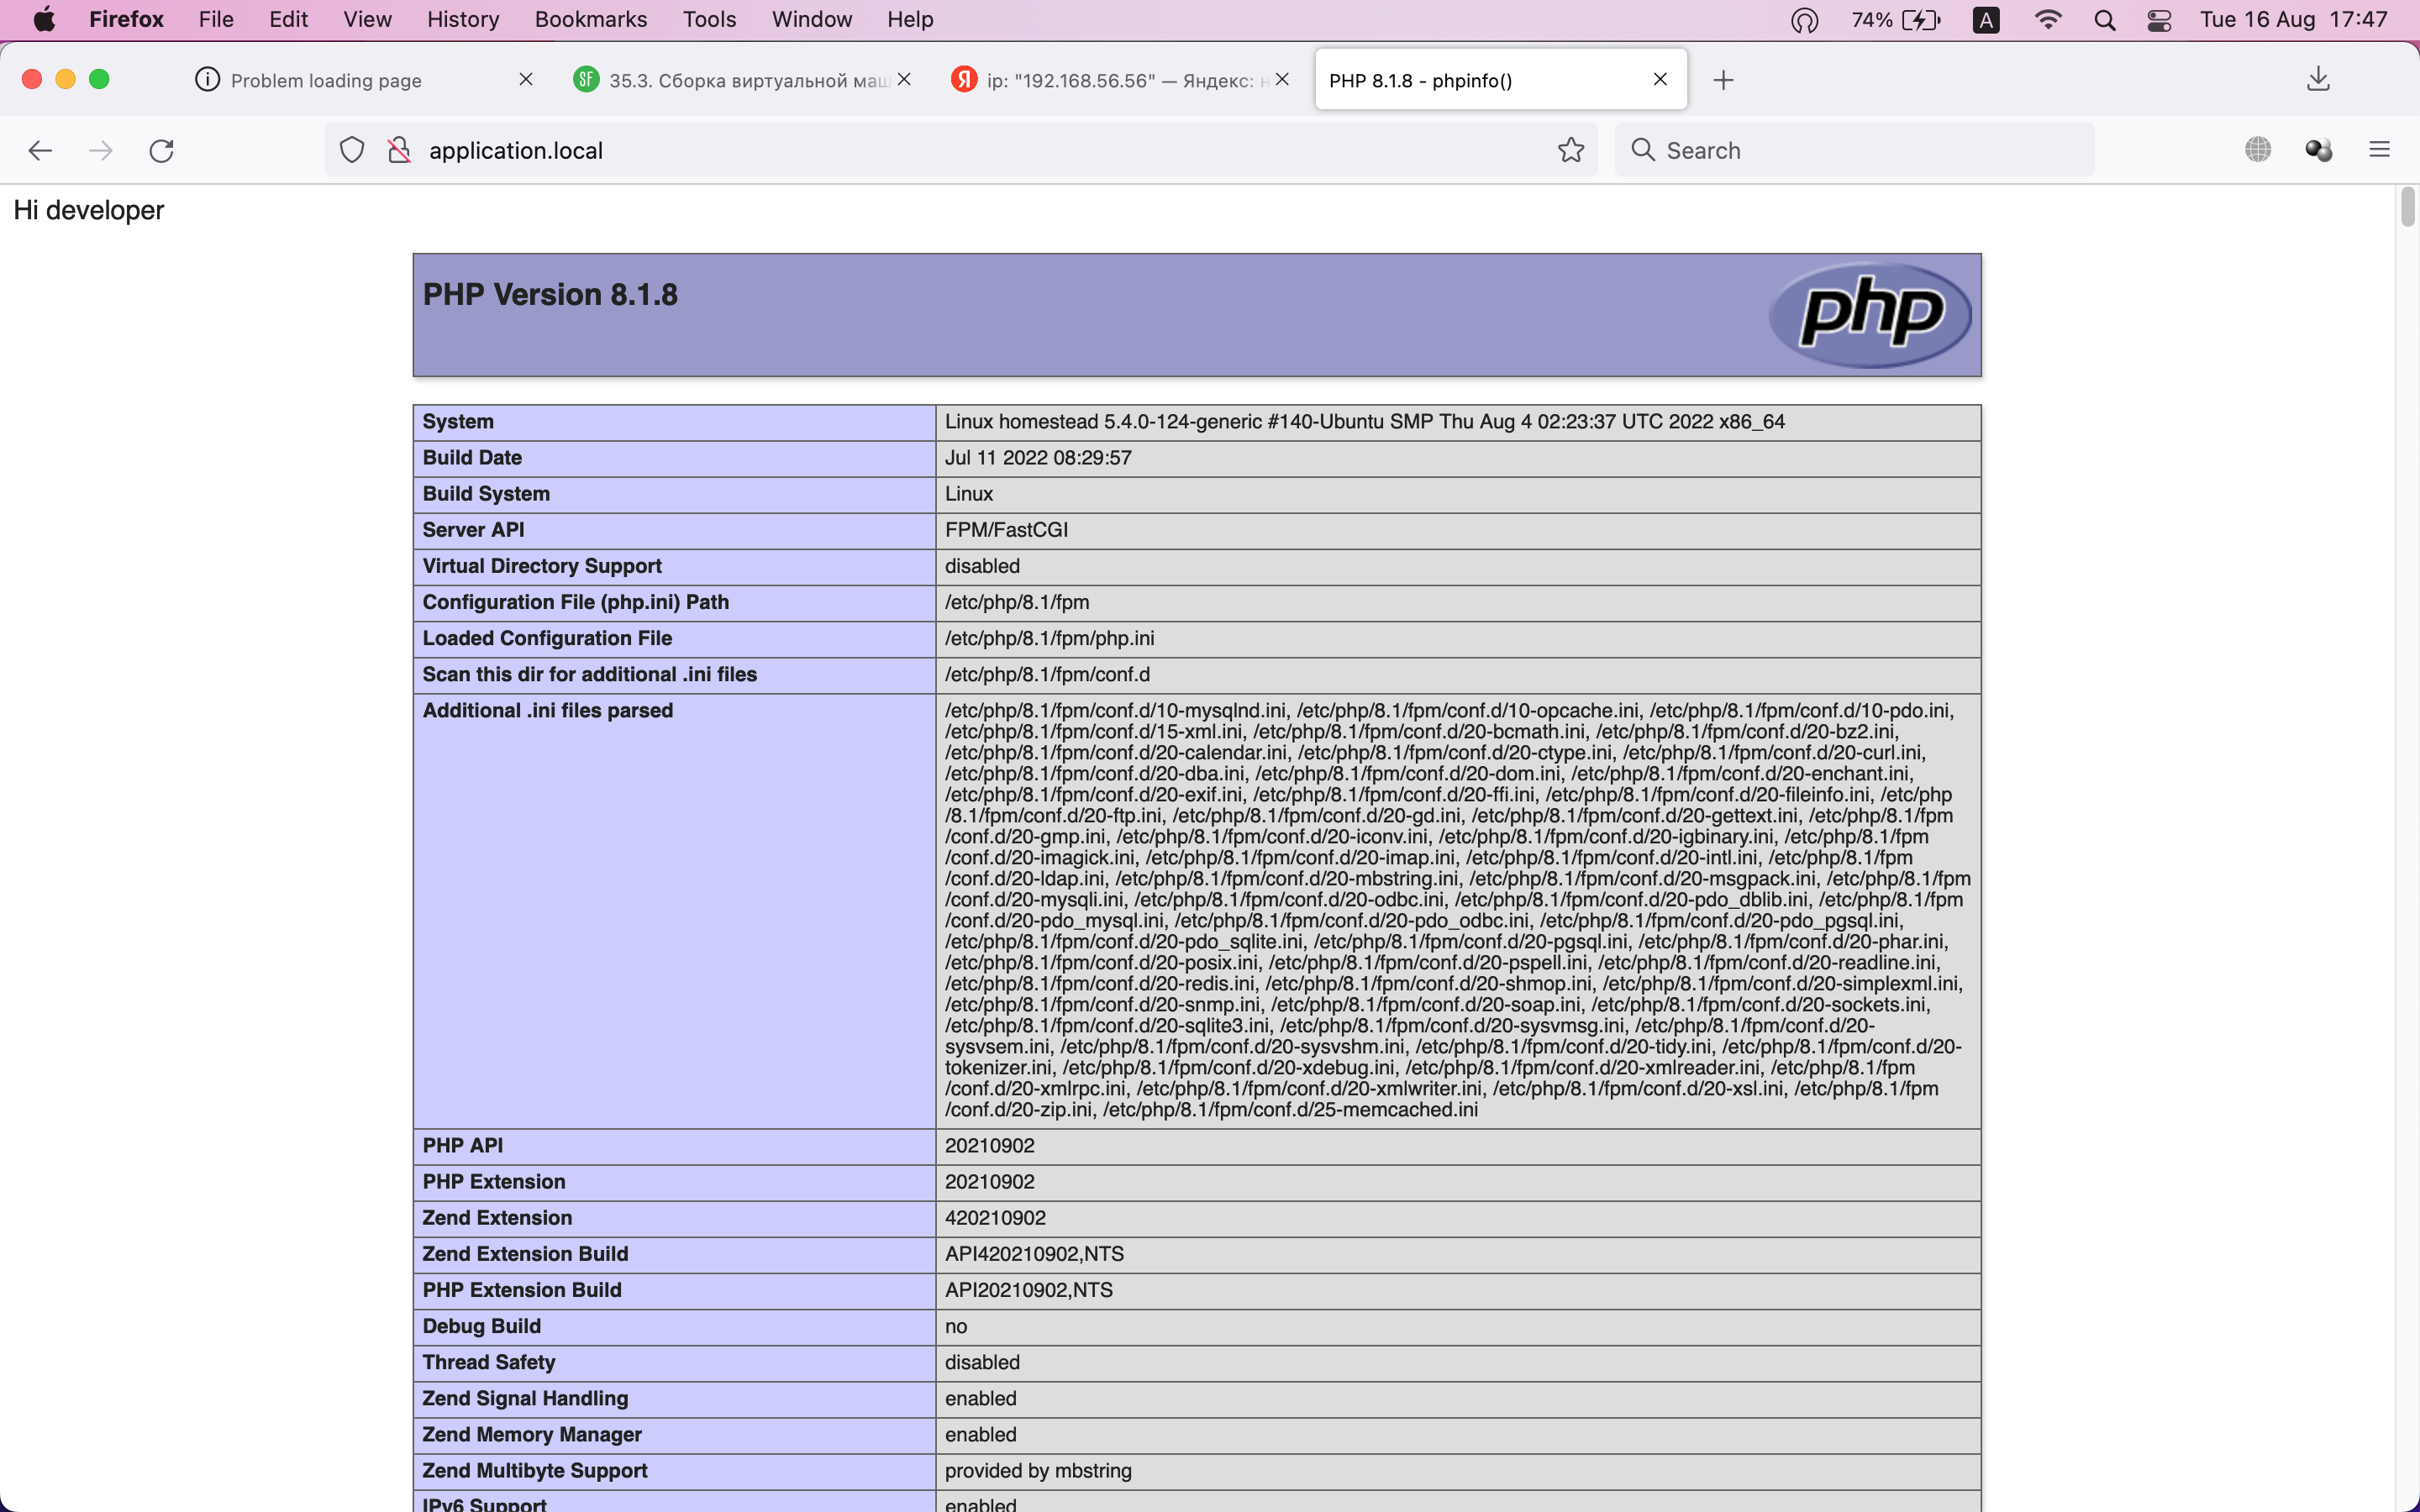 Firefox File Edit View History Bookmarks Tools Window Help 74% A Tue 16 Aug 17:47
Problem loading page SF 35.3. Сборка виртуальной маш Я ip: "192.168.56.56" — Яндекс: н PHP 8.1.8 - phpinfo()
application.local Search
Hi developer
PHP Version 8.1.8 php
System Linux homestead 5.4.0-124-generic #140-Ubuntu SMP Thu Aug 4 02:23:37 UTC 2022 x86_64
Build Date Jul 11 2022 08:29:57
Build System Linux
Server API FPM/FastCGI
Virtual Directory Support disabled
Configuration File (php.ini) Path /etc/php/8.1/fpm
Loaded Configuration File /etc/php/8.1/fpm/php.ini
Scan this dir for additional .ini files /etc/php/8.1/fpm/conf.d
Additional .ini files parsed /etc/php/8.1/fpm/conf.d/10-mysqlnd.ini, /etc/php/8.1/fpm/conf.d/10-opcache.ini, /etc/php/8.1/fpm/conf.d/10-pdo.ini,
/etc/php/8.1/fpm/conf.d/15-xml.ini, /etc/php/8.1/fpm/conf.d/20-bcmath.ini, /etc/php/8.1/fpm/conf.d/20-bz2.ini,
/etc/php/8.1/fpm/conf.d/20-calendar.ini, /etc/php/8.1/fpm/conf.d/20-ctype.ini, /etc/php/8.1/fpm/conf.d/20-curl.ini,
/etc/php/8.1/fpm/conf.d/20-dba.ini, /etc/php/8.1/fpm/conf.d/20-dom.ini, /etc/php/8.1/fpm/conf.d/20-enchant.ini,
/etc/php/8.1/fpm/conf.d/20-exif.ini, /etc/php/8.1/fpm/conf.d/20-ffi.ini, /etc/php/8.1/fpm/conf.d/20-fileinfo.ini, /etc/php
/8.1/fpm/conf.d/20-ftp.ini, /etc/php/8.1/fpm/conf.d/20-gd.ini, /etc/php/8.1/fpm/conf.d/20-gettext.ini, /etc/php/8.1/fpm
/conf.d/20-gmp.ini, /etc/php/8.1/fpm/conf.d/20-iconv.ini, /etc/php/8.1/fpm/conf.d/20-igbinary.ini, /etc/php/8.1/fpm
/conf.d/20-imagick.ini, /etc/php/8.1/fpm/conf.d/20-imap.ini, /etc/php/8.1/fpm/conf.d/20-intl.ini, /etc/php/8.1/fpm
/conf.d/20-ldap.ini, /etc/php/8.1/fpm/conf.d/20-mbstring.ini, /etc/php/8.1/fpm/conf.d/20-msgpack.ini, /etc/php/8.1/fpm
/conf.d/20-mysqli.ini, /etc/php/8.1/fpm/conf.d/20-odbc.ini, /etc/php/8.1/fpm/conf.d/20-pdo_dblib.ini, /etc/php/8.1/fpm
/conf.d/20-pdo_mysql.ini, /etc/php/8.1/fpm/conf.d/20-pdo_odbc.ini, /etc/php/8.1/fpm/conf.d/20-pdo_pgsql.ini,
/etc/php/8.1/fpm/conf.d/20-pdo_sqlite.ini, /etc/php/8.1/fpm/conf.d/20-pgsql.ini, /etc/php/8.1/fpm/conf.d/20-phar.ini,
/etc/php/8.1/fpm/conf.d/20-posix.ini, /etc/php/8.1/fpm/conf.d/20-pspell.ini, /etc/php/8.1/fpm/conf.d/20-readline.ini,
/etc/php/8.1/fpm/conf.d/20-redis.ini, /etc/php/8.1/fpm/conf.d/20-shmop.ini, /etc/php/8.1/fpm/conf.d/20-simplexml.ini,
/etc/php/8.1/fpm/conf.d/20-snmp.ini, /etc/php/8.1/fpm/conf.d/20-soap.ini, /etc/php/8.1/fpm/conf.d/20-sockets.ini,
/etc/php/8.1/fpm/conf.d/20-sqlite3.ini, /etc/php/8.1/fpm/conf.d/20-sysvmsg.ini, /etc/php/8.1/fpm/conf.d/20-
sysvsem.ini, /etc/php/8.1/fpm/conf.d/20-sysvshm.ini, /etc/php/8.1/fpm/conf.d/20-tidy.ini, /etc/php/8.1/fpm/conf.d/20-
tokenizer.ini, /etc/php/8.1/fpm/conf.d/20-xdebug.ini, /etc/php/8.1/fpm/conf.d/20-xmlreader.ini, /etc/php/8.1/fpm
/conf.d/20-xmlrpc.ini, /etc/php/8.1/fpm/conf.d/20-xmlwriter.ini, /etc/php/8.1/fpm/conf.d/20-xsl.ini, /etc/php/8.1/fpm
/conf.d/20-zip.ini, /etc/php/8.1/fpm/conf.d/25-memcached.ini
PHP API 20210902
PHP Extension 20210902
Zend Extension 420210902
Zend Extension Build API420210902,NTS
PHP Extension Build API20210902,NTS
Debug Build no
Thread Safety disabled
Zend Signal Handling enabled
Zend Memory Manager enabled
Zend Multibyte Support provided by mbstring
IPv6 Support enabled